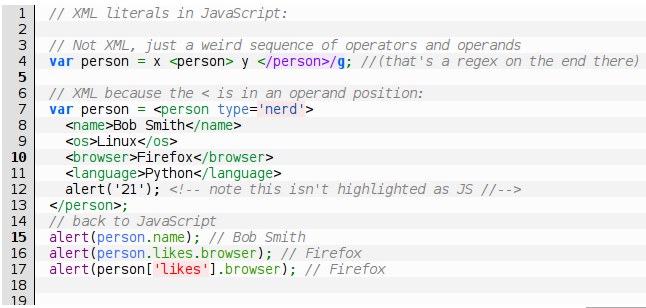 1 // XML literals in JavaScript:
2
3 // Not XML, just a weird sequence of operators and operands
4 var person = x <person> y </person>/g; //(that's a regex on the end there)
5
6 // XML because the < is in an operand position:
7 var person = <person type='nerd'>
8   <name>Bob Smith</name>
9   <os>Linux</os>
10   <browser>Firefox</browser>
11   <language>Python</language>
12   alert('21'); <!-- note this isn't highlighted as JS //-->
13 </person>;
14 // back to JavaScript
15 alert(person.name); // Bob Smith
16 alert(person.likes.browser); // Firefox
17 alert(person['likes'].browser); // Firefox
18
19